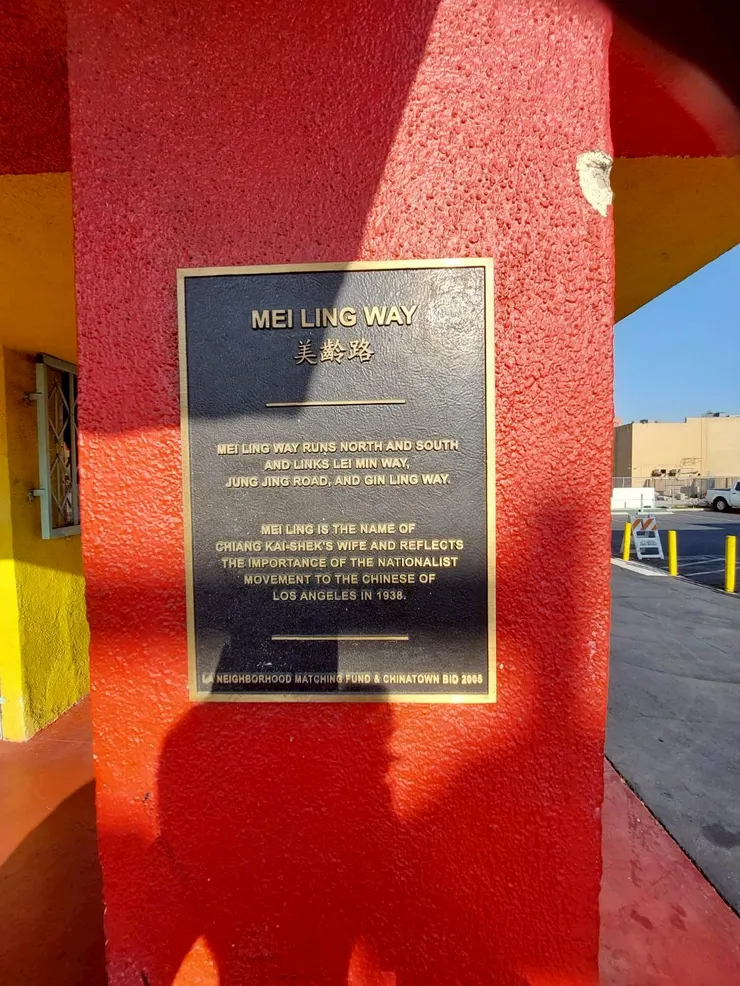 MEI LING WAY
美齡路
MEI LING WAY RUNS NORTH AND SOUTH
AND LINKS LEI MIN WAY,
JUNG JING ROAD, AND GIN LING WAY.
MEI LING IS THE NAME OF
CHIANG KAI-SHEK'S WIFE AND REFLECTS
THE IMPORTANCE OF THE NATIONALIST
MOVEMENT TO THE CHINESE OF
LOS ANGELES IN 1938.
LA NEIGHBORHOOD MATCHING FUND & CHINATOWN BID